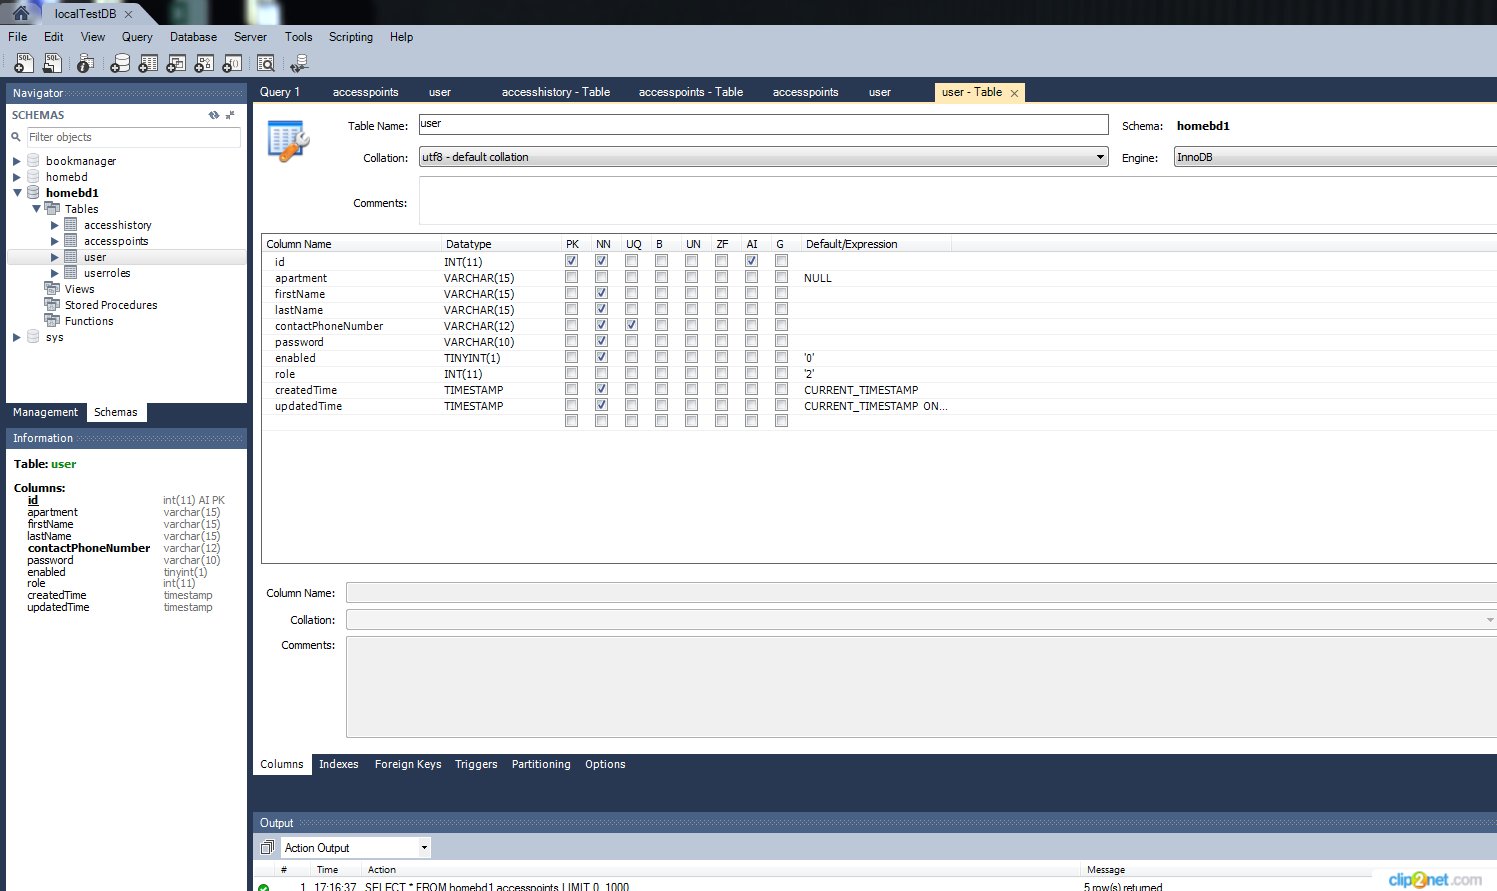 localTestDB
File Edit View Query Database Server Tools Scripting Help
Navigator
SCHEMAS
Filter objects
bookmanager
homebd
homebd1
Tables
accesshistory
accesspoints
user
userroles
Views
Stored Procedures
Functions
sys
Management Schemas
Information
Table: user
Columns:
id int(11) AI PK
apartment varchar(15)
firstName varchar(15)
lastName varchar(15)
contactPhoneNumber varchar(12)
password varchar(10)
enabled tinyint(1)
role int(11)
createdTime timestamp
updatedTime timestamp
Query 1 accesspoints user accesshistory - Table accesspoints - Table accesspoints user user - Table
Table Name: user Schema: homebd1
Collation: utf8 - default collation Engine: InnoDB
Comments:
Column Name Datatype PK NN UQ B UN ZF AI G Default/Expression
id INT(11)
apartment VARCHAR(15) NULL
firstName VARCHAR(15)
lastName VARCHAR(15)
contactPhoneNumber VARCHAR(12)
password VARCHAR(10)
enabled TINYINT(1) '0'
role INT(11) '2'
createdTime TIMESTAMP CURRENT_TIMESTAMP
updatedTime TIMESTAMP CURRENT_TIMESTAMP ON...
Column Name:
Collation:
Comments:
Columns Indexes Foreign Keys Triggers Partitioning Options
Output
Action Output
# Time Action Message
1 17:16:37 SELECT * FROM homebd1.accesspoints LIMIT 0, 1000 5 row(s) returned
clip2net.com